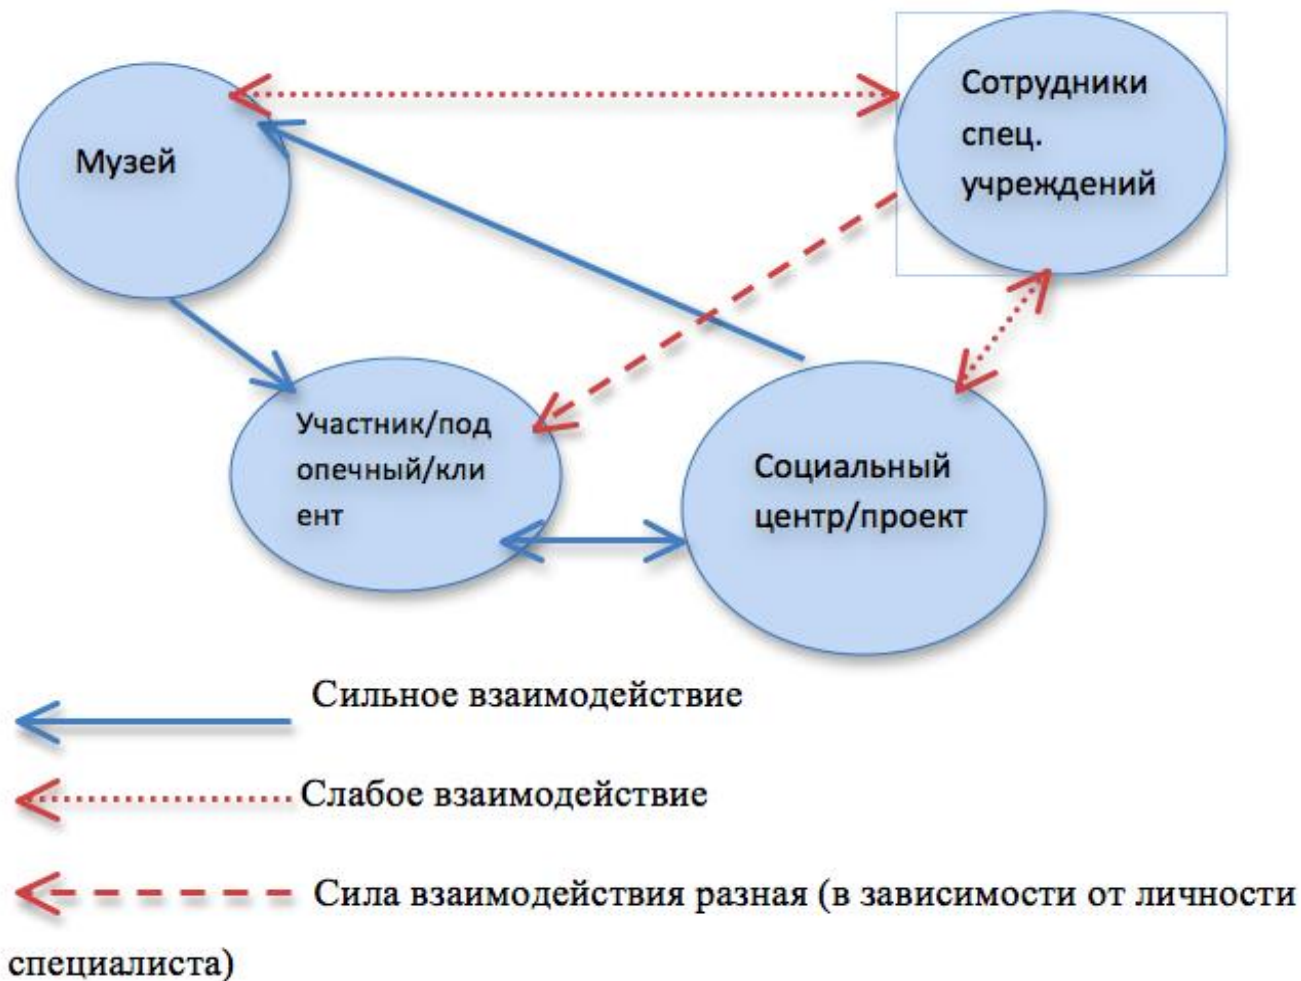 Музей
Сотрудники
спец.
учреждений
Участник/под
опечный/кли
ент
Социальный
центр/проект
Сильное взаимодействие
Слабое взаимодействие
Сила взаимодействия разная (в зависимости от личности
специалиста)